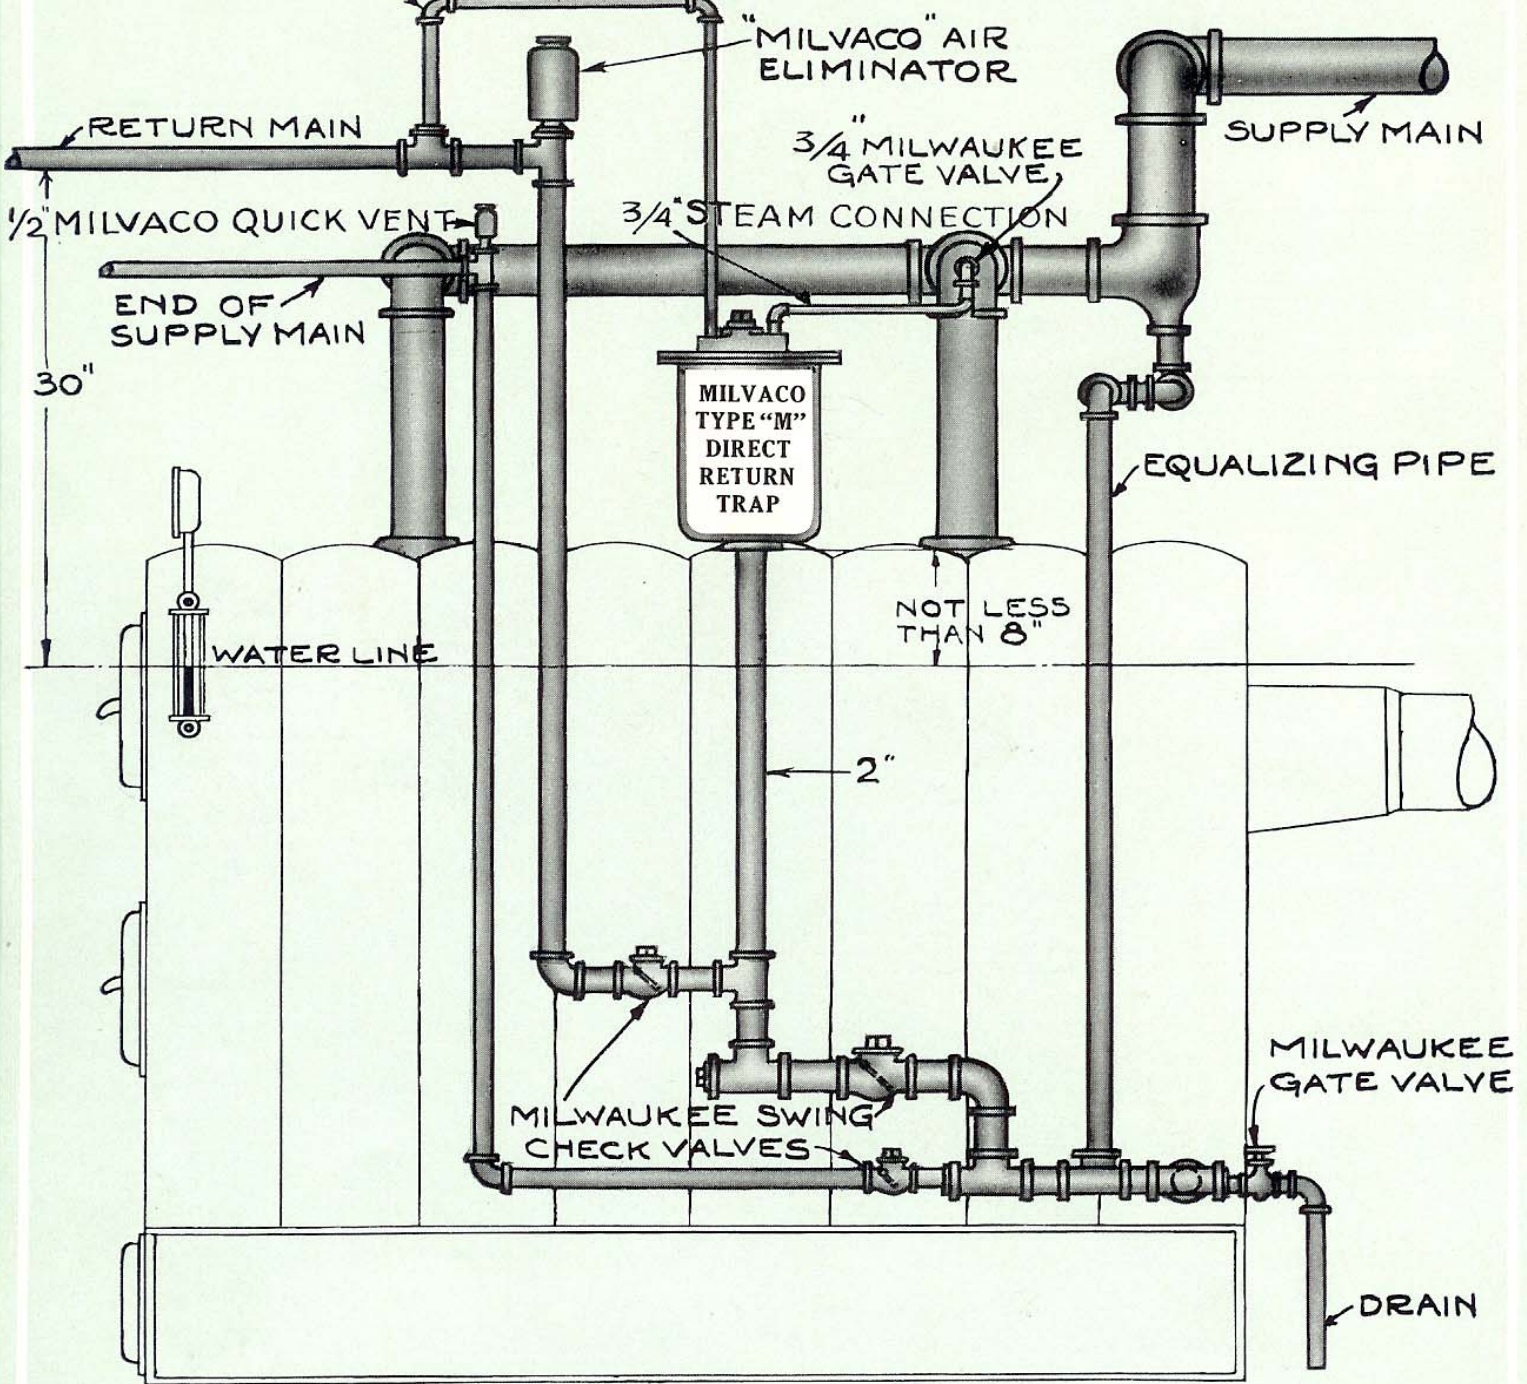 "MILVACO" AIR
ELIMINATOR
RETURN MAIN
SUPPLY MAIN
3/4" MILWAUKEE
GATE VALVE
1/2" MILVACO QUICK VENT
3/4" STEAM CONNECTION
END OF
SUPPLY MAIN
30"
MILVACO
TYPE "M"
DIRECT
RETURN
TRAP
EQUALIZING PIPE
NOT LESS
THAN 8"
WATER LINE
2"
MILWAUKEE
GATE VALVE
MILWAUKEE SWING
CHECK VALVES
DRAIN